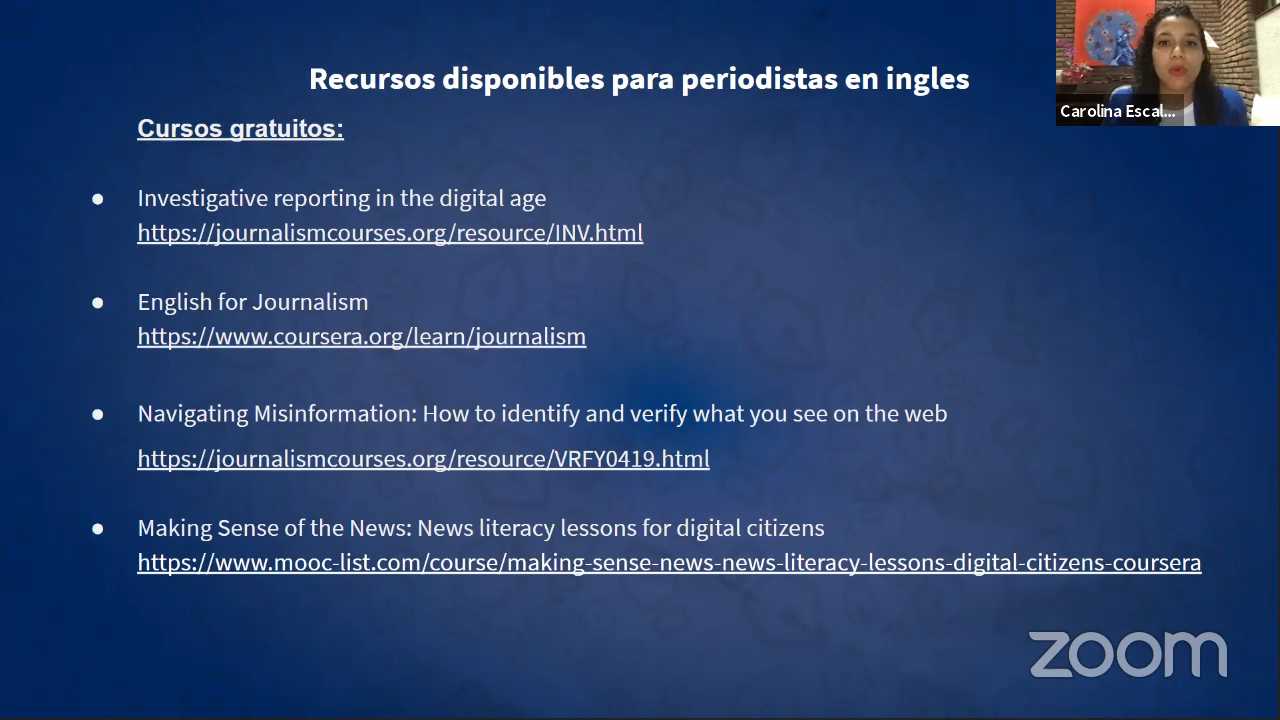 Recursos disponibles para periodistas en ingles
Carolina Escal...
Cursos gratuitos:
● Investigative reporting in the digital age
https://journalismcourses.org/resource/INV.html
● English for Journalism
https://www.coursera.org/learn/journalism
● Navigating Misinformation: How to identify and verify what you see on the web
https://journalismcourses.org/resource/VRFY0419.html
● Making Sense of the News: News literacy lessons for digital citizens
https://www.mooc-list.com/course/making-sense-news-news-literacy-lessons-digital-citizens-coursera
zoom